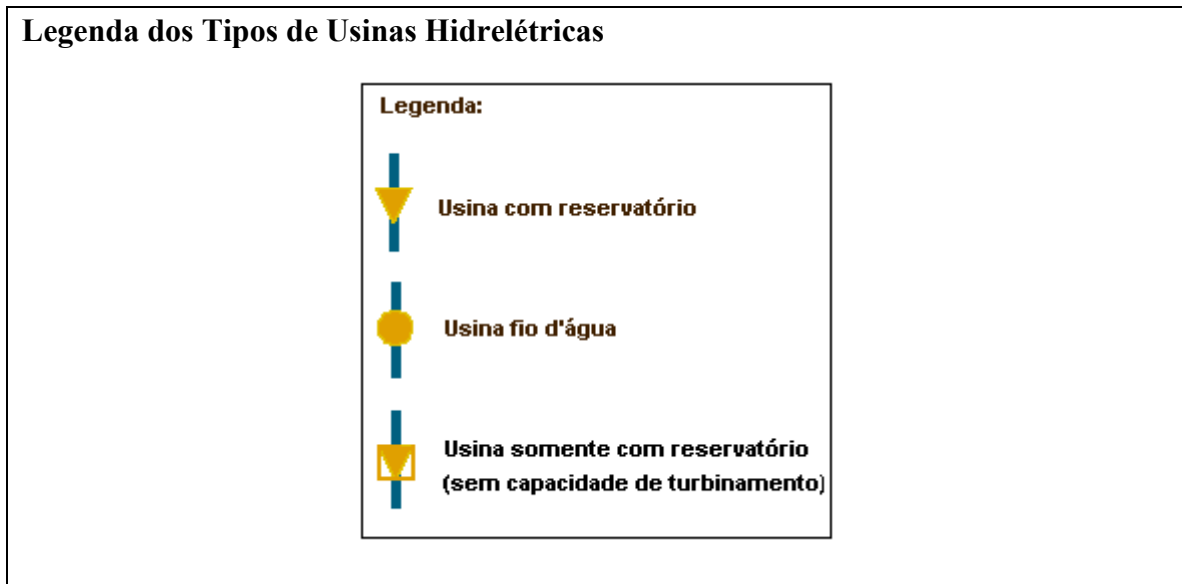 Legenda dos Tipos de Usinas Hidrelétricas
Legenda:
Usina com reservatório
Usina fio d'água
Usina somente com reservatório
(sem capacidade de turbinamento)